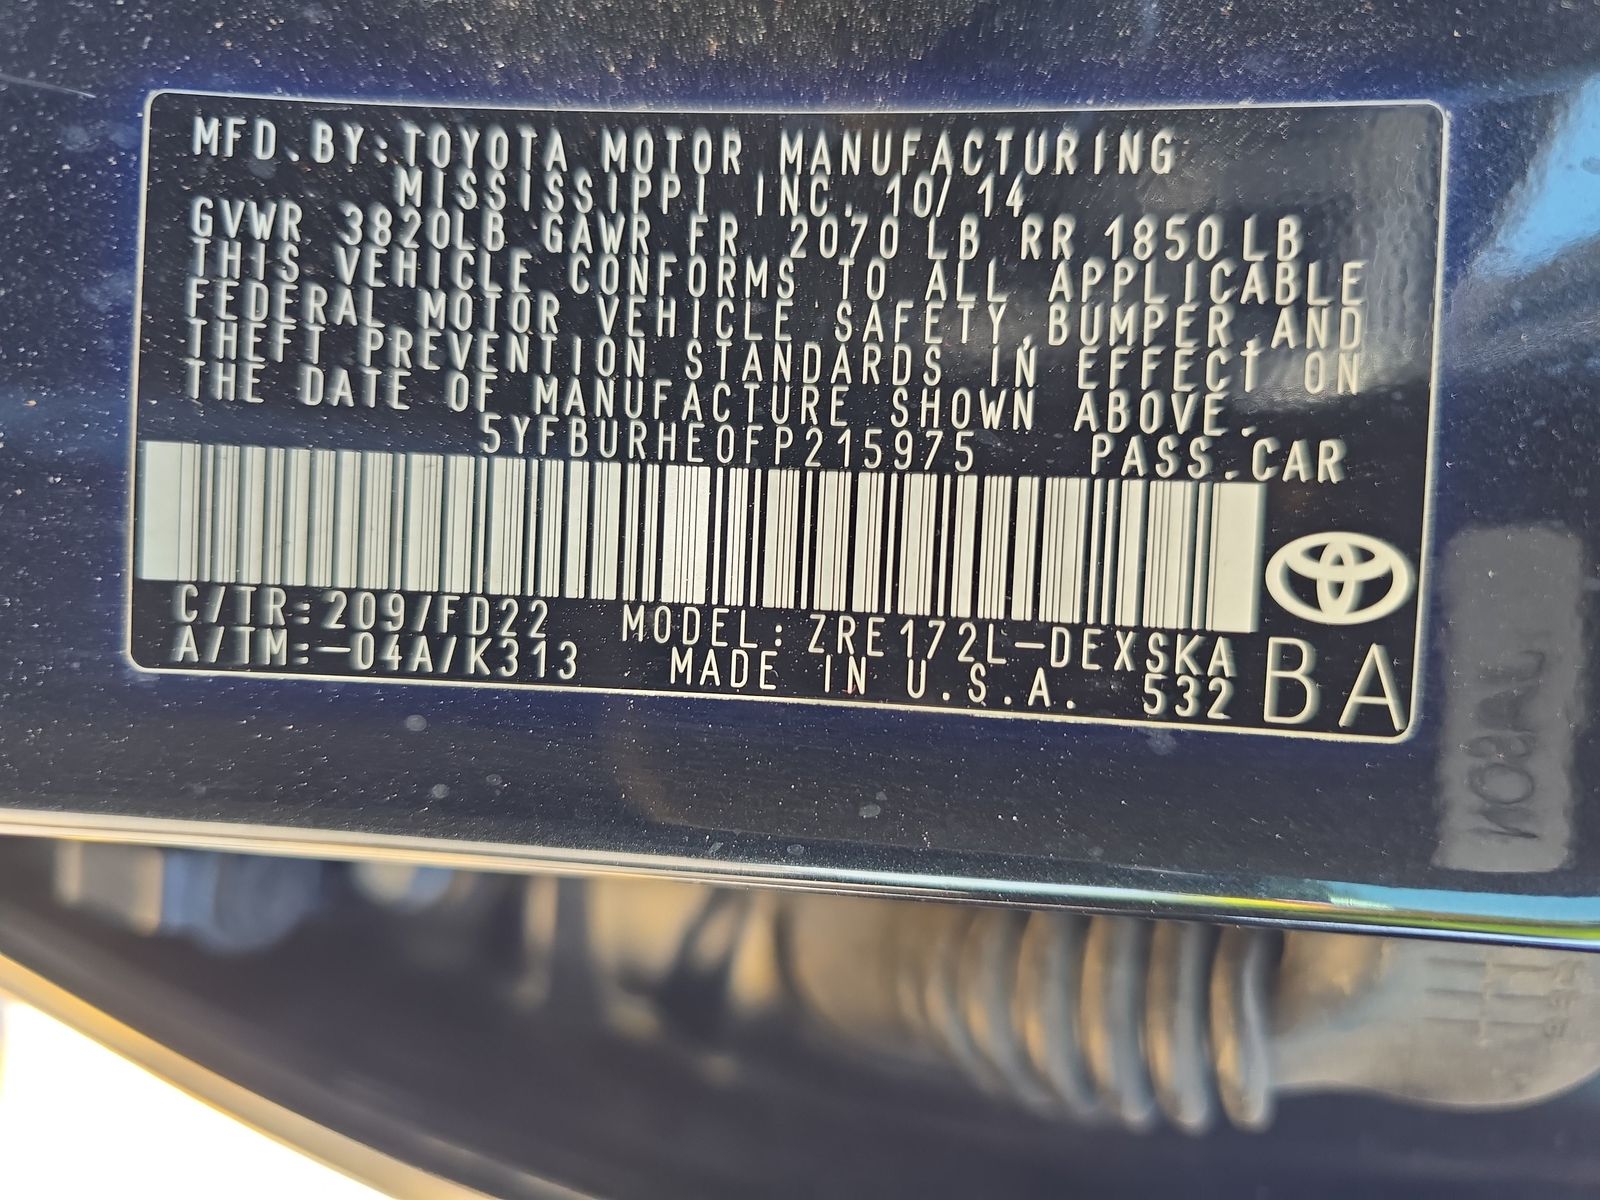 MFD.BY:TOYOTA MOTOR MANUFACTURING
MISSISSIPPI INC. 10/14
GVWR 3820LB GAWR FR 2070 LB RR 1850 LB
THIS VEHICLE CONFORMS TO ALL APPLICABLE
FEDERAL MOTOR VEHICLE SAFETY,BUMPER,AND
THEFT PREVENTION STANDARDS IN EFFECT ON
THE DATE OF MANUFACTURE SHOWN ABOVE.
5YFBURHE0FP215975 PASS.CAR
C/TR:209/FD22 MODEL: ZRE172L-DEXSKA
A/TM:-04A/K313 MADE IN U.S.A. 532
BA